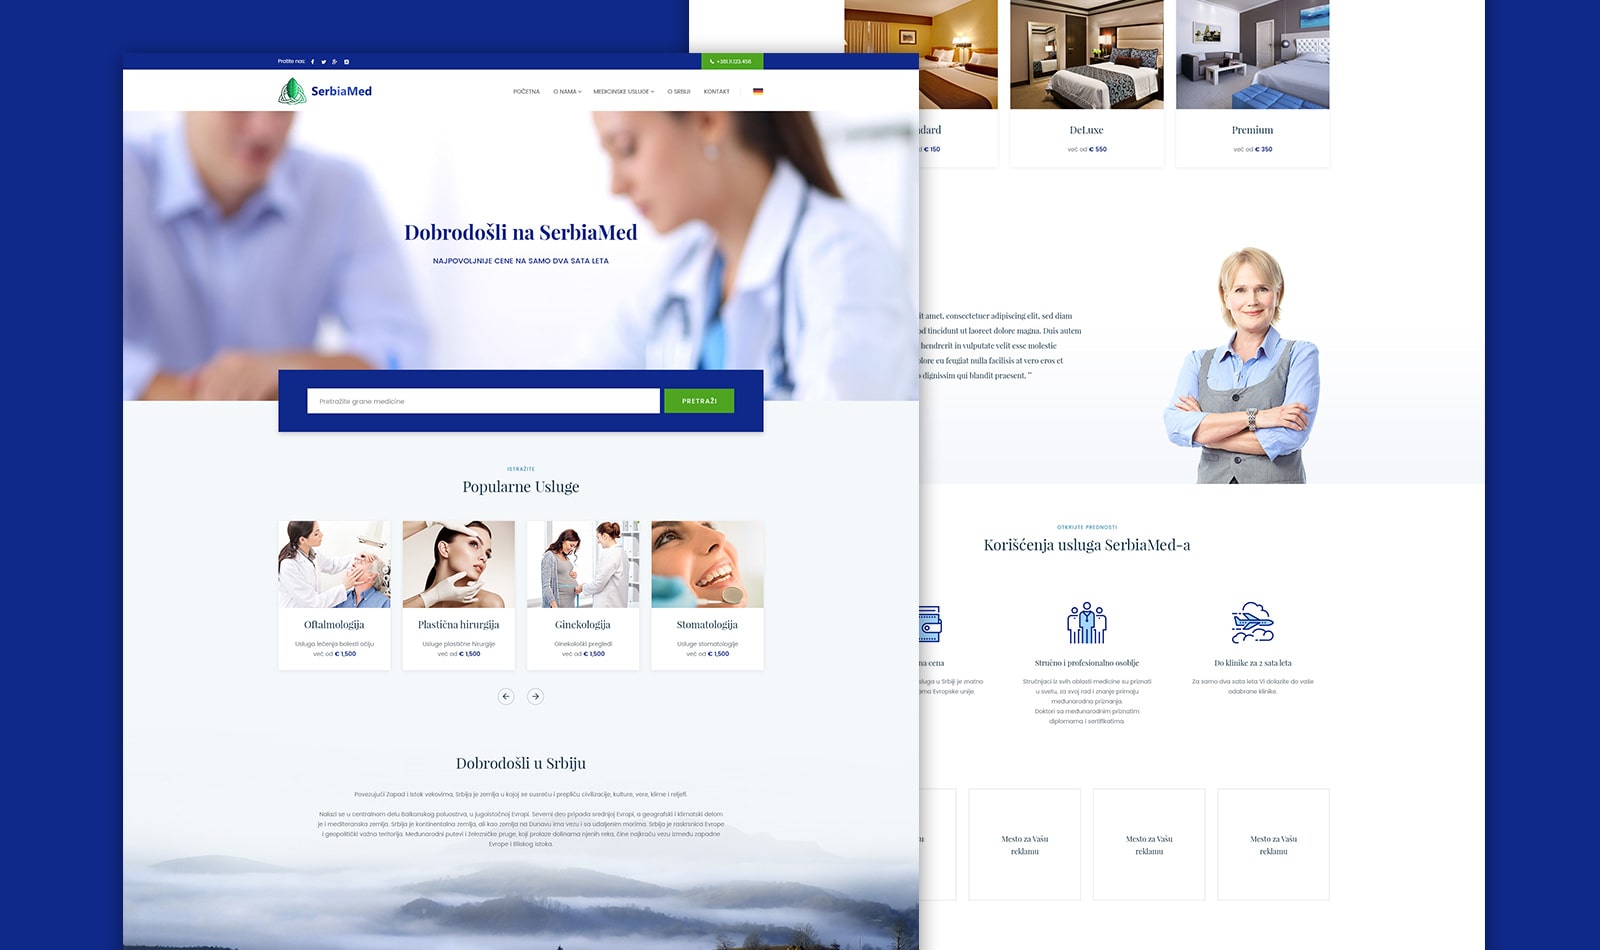 Pratite nas:
+381.11.123.456
SerbiaMed
POČETNA
O NAMA
MEDICINSKE USLUGE
O SRBIJI
KONTAKT
Dobrodošli na SerbiaMed
NAJPOVOLJNIJE CENE NA SAMO DVA SATA LETA
Pretražite grane medicine
PRETRAŽI
ISTRAŽITE
Popularne Usluge
Oftalmologija
Usluga lečenja bolesti očiju
već od € 1,500
Plastična hirurgija
Usluge plastične hirurgije
već od € 1,500
Ginekologija
Ginekološki pregledi
već od € 1,500
Stomatologija
Usluge stomatologije
već od € 1,500
Dobrodošli u Srbiju
Povezujući Zapad i Istok vekovima, Srbija je zemlja u kojoj se susreću i prepliću civilizacije, kulture, vere, klime i reljefi.
Nalazi se u centralnom delu Balkanskog poluostrva, u jugoistočnoj Evropi. Severni deo pripada srednjoj Evropi, a geografski i klimatski delom
je i mediteranska zemlja. Srbija je kontinentalna zemlja, ali kao zemlja na Dunavu ima vezu i sa udaljenim morima. Srbija je raskrsnica Evrope
i geopolitički važna teritorija. Međunarodni putevi i železničke pruge, koji prolaze dolinama njenih reka, čine najkraću vezu između zapadne
Evrope i Bliskog istoka.
dard
€ 150
DeLuxe
već od € 550
Premium
već od € 350
it amet, consectetuer adipiscing elit, sed diam
od tincidunt ut laoreet dolore magna. Duis autem
hendrerit in vulputate velit esse molestie
olore eu feugiat nulla facilisis at vero eros et
o dignissim qui blandit praesent. ”
OTKRIJTE PREDNOSTI
Korišćenja usluga SerbiaMed-a
na cena
sluga u Srbiji je znatno
ama Evropske unije.
Stručno i profesionalno osoblje
Stručnjaci iz svih oblasti medicine su priznati
u svetu, za svoj rad i znanje primaju
međunarodna priznanja.
Doktori sa međunarodnim priznatim
diplomama i sertifikatima.
Do klinike za 2 sata leta
Za samo dva sata leta Vi dolazite do vaše
odabrane klinike.
u
Mesto za Vašu
reklamu
Mesto za Vašu
reklamu
Mesto za Vašu
reklamu